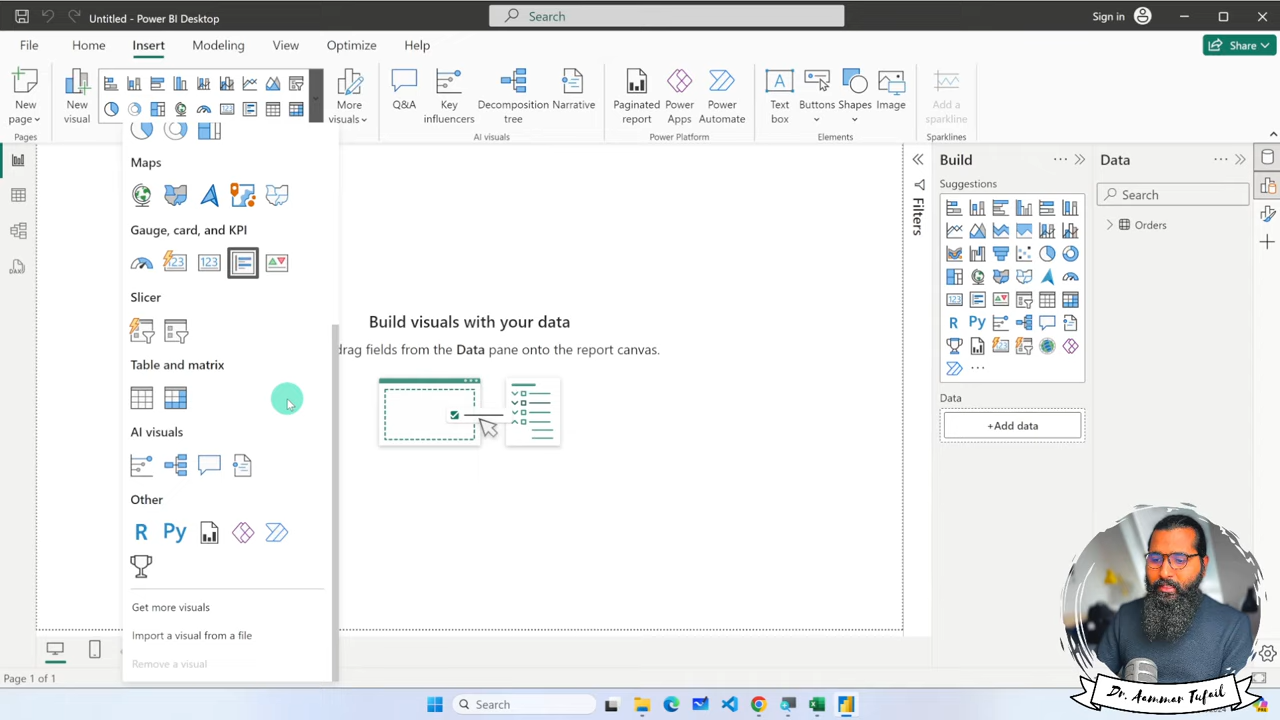 Untitled - Power BI Desktop
Search
Sign in
File
Home
Insert
Modeling
View
Optimize
Help
Share
New page
New visual
More visuals
Q&A
Key influencers
Decomposition tree
Narrative
Paginated report
Power Apps
Power Automate
Text box
Buttons
Shapes
Image
Add a sparkline
Pages
AI visuals
Power Platform
Elements
Sparklines
Maps
Gauge, card, and KPI
123
123
Slicer
Table and matrix
AI visuals
Other
R
Py
Get more visuals
Import a visual from a file
Remove a visual
Build visuals with your data
drag fields from the Data pane onto the report canvas.
Filters
Build
Suggestions
123
R
Py
Data
+Add data
Data
Search
Orders
Page 1 of 1
Search
Dr. Aammar Tufail